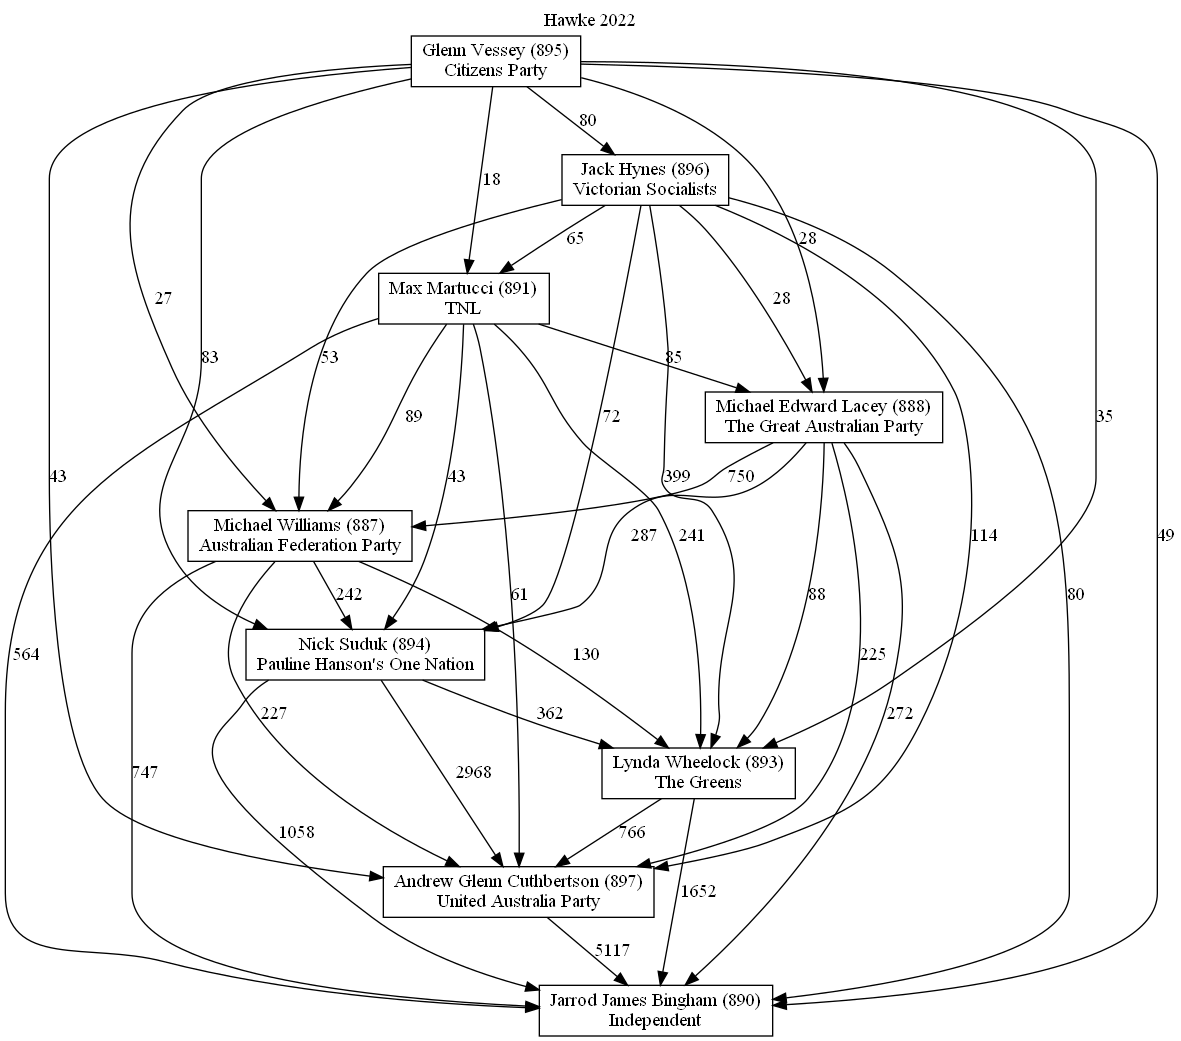 Hawke 2022
Glenn Vessey (895)
Citizens Party
80
Jack Hynes (896)
Victorian Socialists
18
65
28
Max Martucci (891)
TNL
27
28
83
53
85
Michael Edward Lacey (888)
The Great Australian Party
89
72
35
43
43
399
750
Michael Williams (887)
Australian Federation Party
287
241
114
49
242
61
88
80
Nick Suduk (894)
Pauline Hanson's One Nation
564
130
225
227
362
272
Lynda Wheelock (893)
The Greens
747
2968
1058
766
Andrew Glenn Cuthbertson (897)
United Australia Party
1652
5117
Jarrod James Bingham (890)
Independent